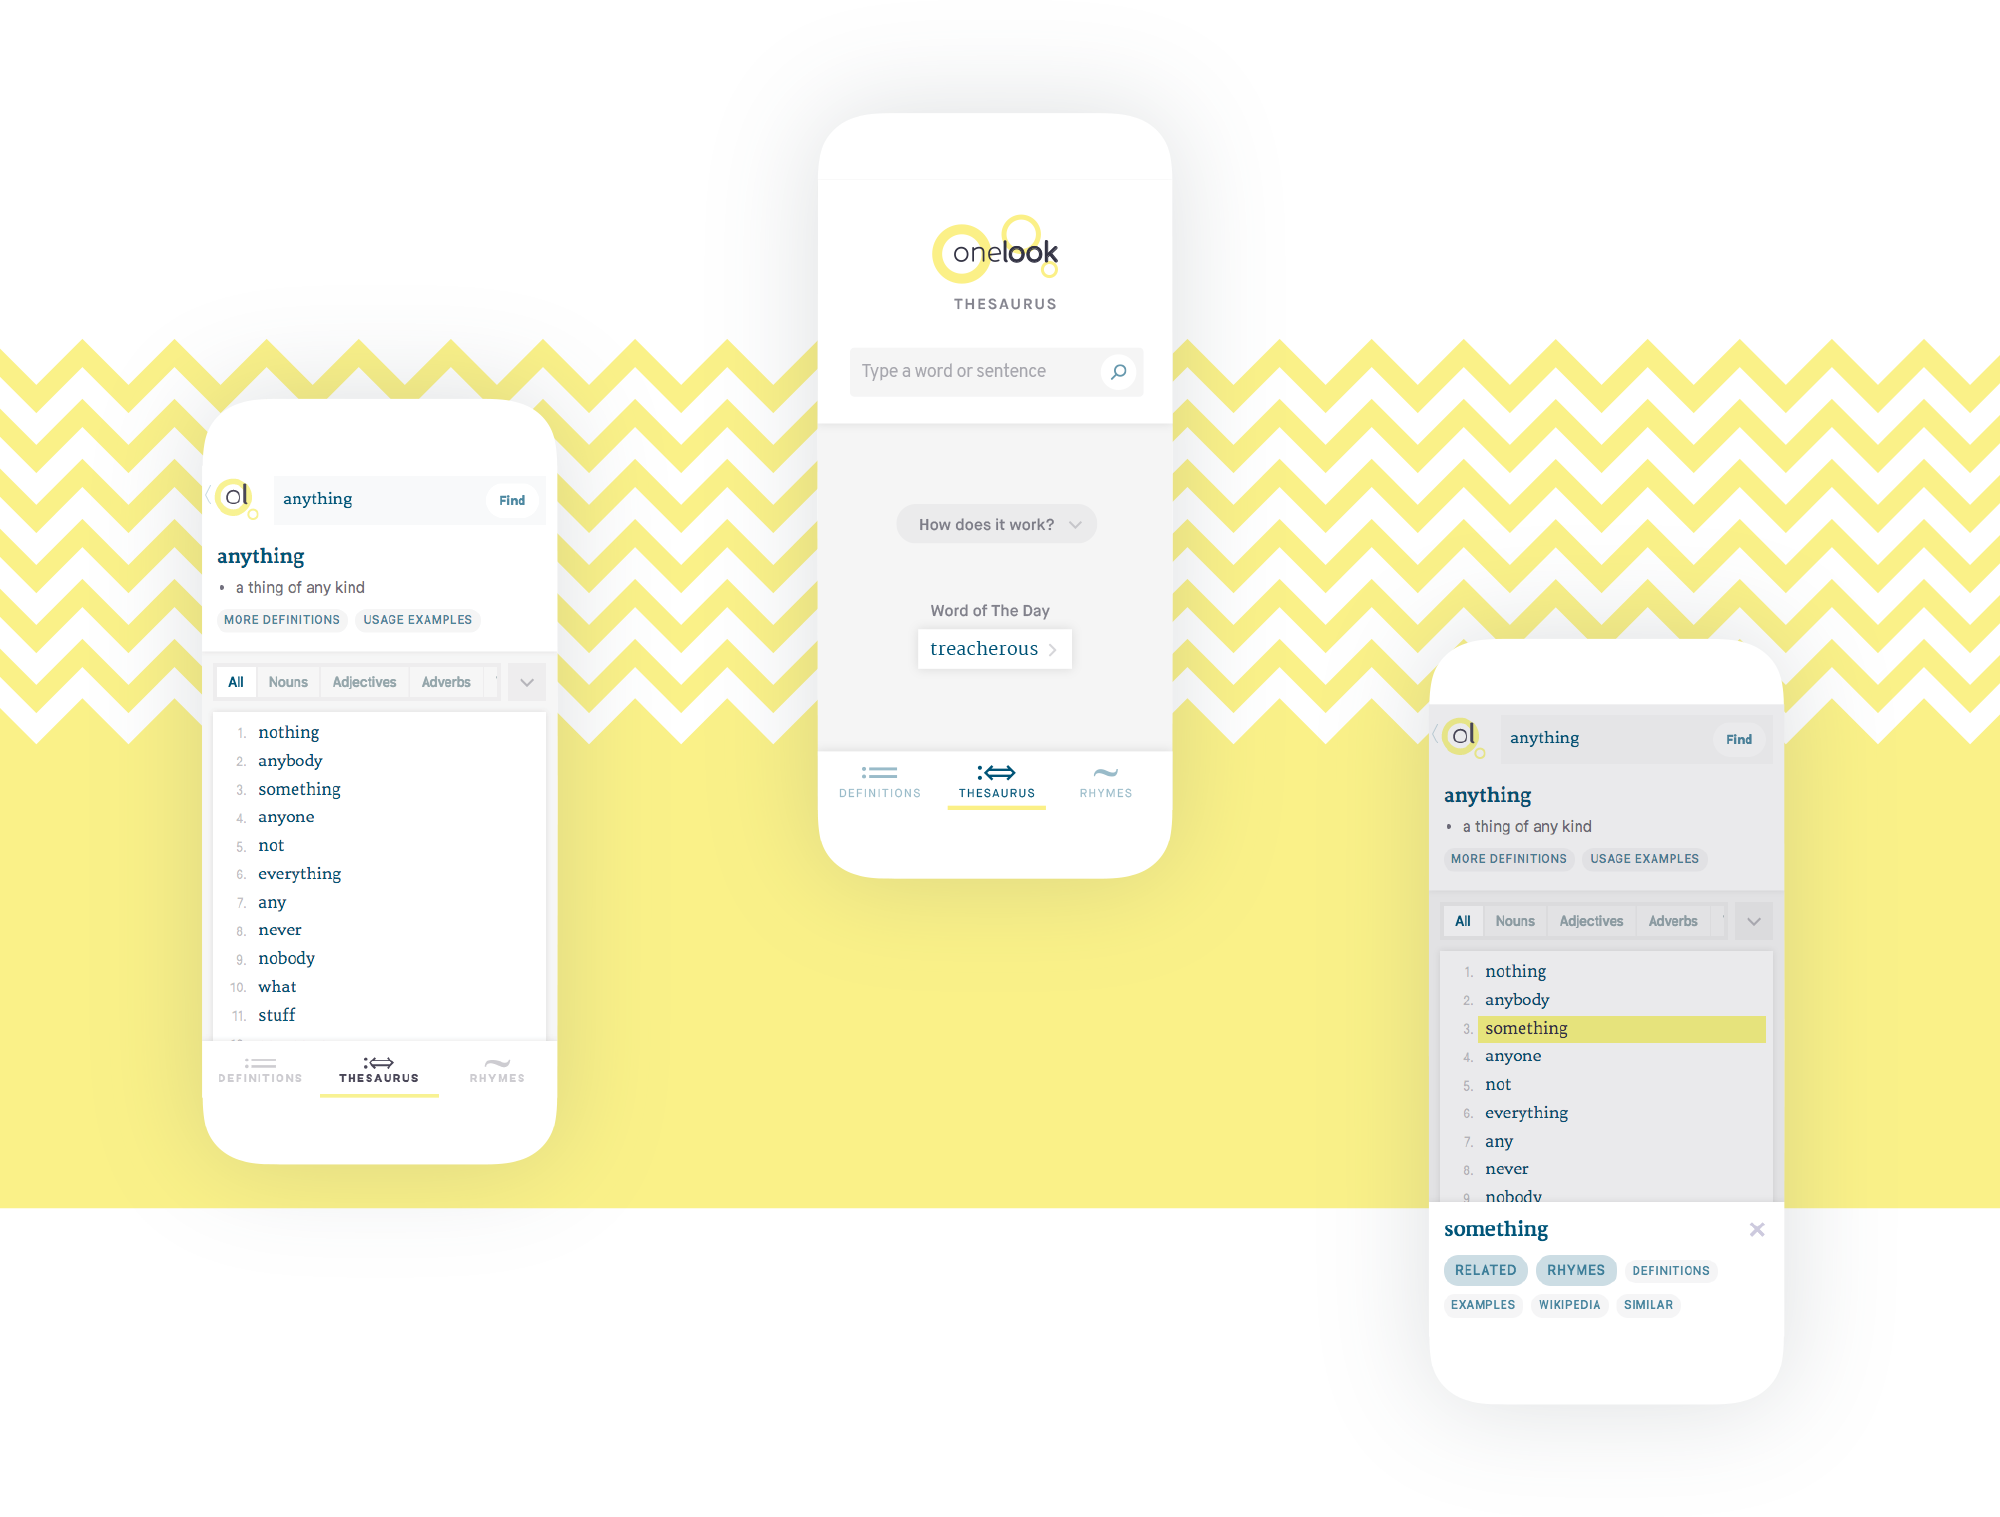 onelook
THESAURUS
Type a word or sentence
How does it work?
Word of The Day
treacherous
DEFINITIONS THESAURUS RHYMES
ol anything Find
anything
• a thing of any kind
MORE DEFINITIONS USAGE EXAMPLES
All Nouns Adjectives Adverbs
1. nothing
2. anybody
3. something
4. anyone
5. not
6. everything
7. any
8. never
9. nobody
10. what
11. stuff
DEFINITIONS THESAURUS RHYMES
ol anything Find
anything
• a thing of any kind
MORE DEFINITIONS USAGE EXAMPLES
All Nouns Adjectives Adverbs
1. nothing
2. anybody
3. something
4. anyone
5. not
6. everything
7. any
8. never
9. nobody
something
RELATED RHYMES DEFINITIONS
EXAMPLES WIKIPEDIA SIMILAR